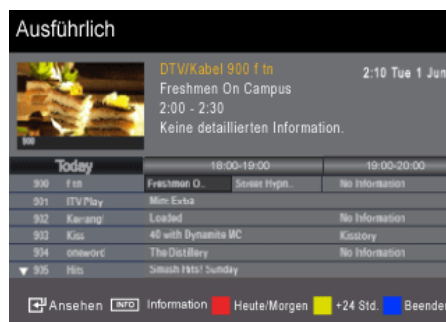 Ausführlich
DTV/Kabel 900 f tn
2:10 Tue 1 Jun
Freshmen On Campus
2:00 - 2:30
Keine detaillierten Information.
900
Today 18:00-19:00 19:00-20:00
900 f tn Freshmen O.. Street Hypn.. No Information
901 ITV Play Mint Extra
902 Kerrang! Loaded No Information
903 Kiss 40 with Dynamite MC Kisstory
904 oneword The Distillery No Information
▼ 905 Hits Smash Hits! Sunday
Ansehen INFO Information Heute/Morgen +24 Std. Beenden